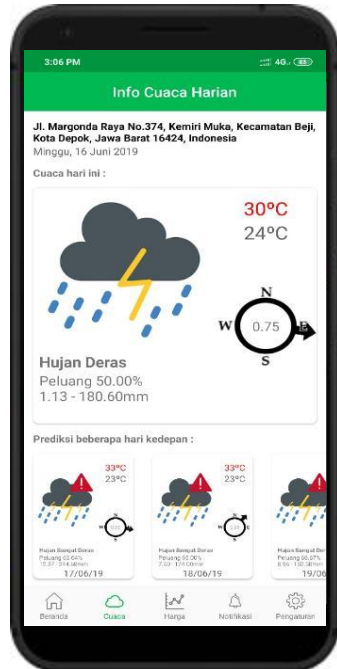 3:06 PM
4G
Info Cuaca Harian
Jl. Margonda Raya No.374, Kemiri Muka, Kecamatan Beji,
Kota Depok, Jawa Barat 16424, Indonesia
Minggu, 16 Juni 2019
Cuaca hari ini :
30°C
24°C
N
W 0.75 E
S
Hujan Deras
Peluang 50.00%
1.13 - 180.60mm
Prediksi beberapa hari kedepan :
33°C 33°C
23°C 23°C
Hujan Sangat Deras Hujan Sangat Deras Hujan Sangat
17/06/19 18/06/19 19/06
Beranda Cuaca Harga Notifikasi Pengaturan